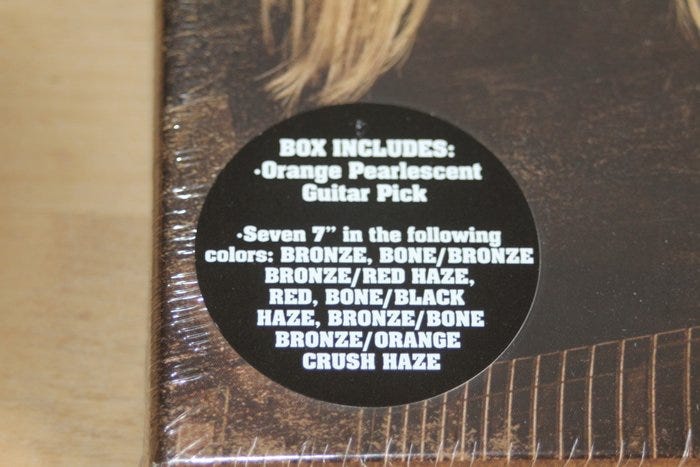 BOX INCLUDES:
•Orange Pearlescent
Guitar Pick
•Seven 7” in the following
colors: BRONZE, BONE/BRONZE
BRONZE/RED HAZE,
RED, BONE/BLACK
HAZE, BRONZE/BONE
BRONZE/ORANGE
CRUSH HAZE